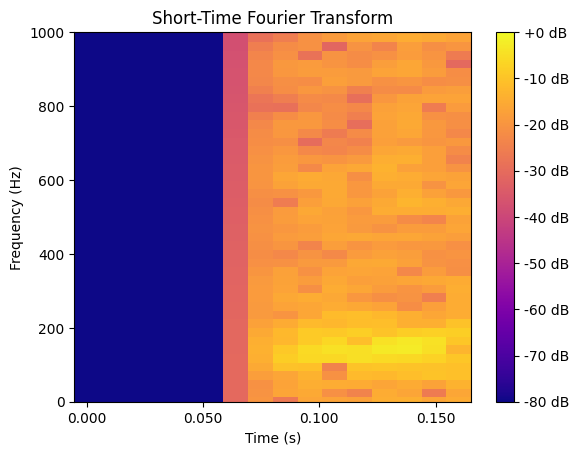 Short-Time Fourier Transform
1000
800
600
400
200
0
Frequency (Hz)
0.000
0.050
0.100
0.150
Time (s)
+0 dB
-10 dB
-20 dB
-30 dB
-40 dB
-50 dB
-60 dB
-70 dB
-80 dB